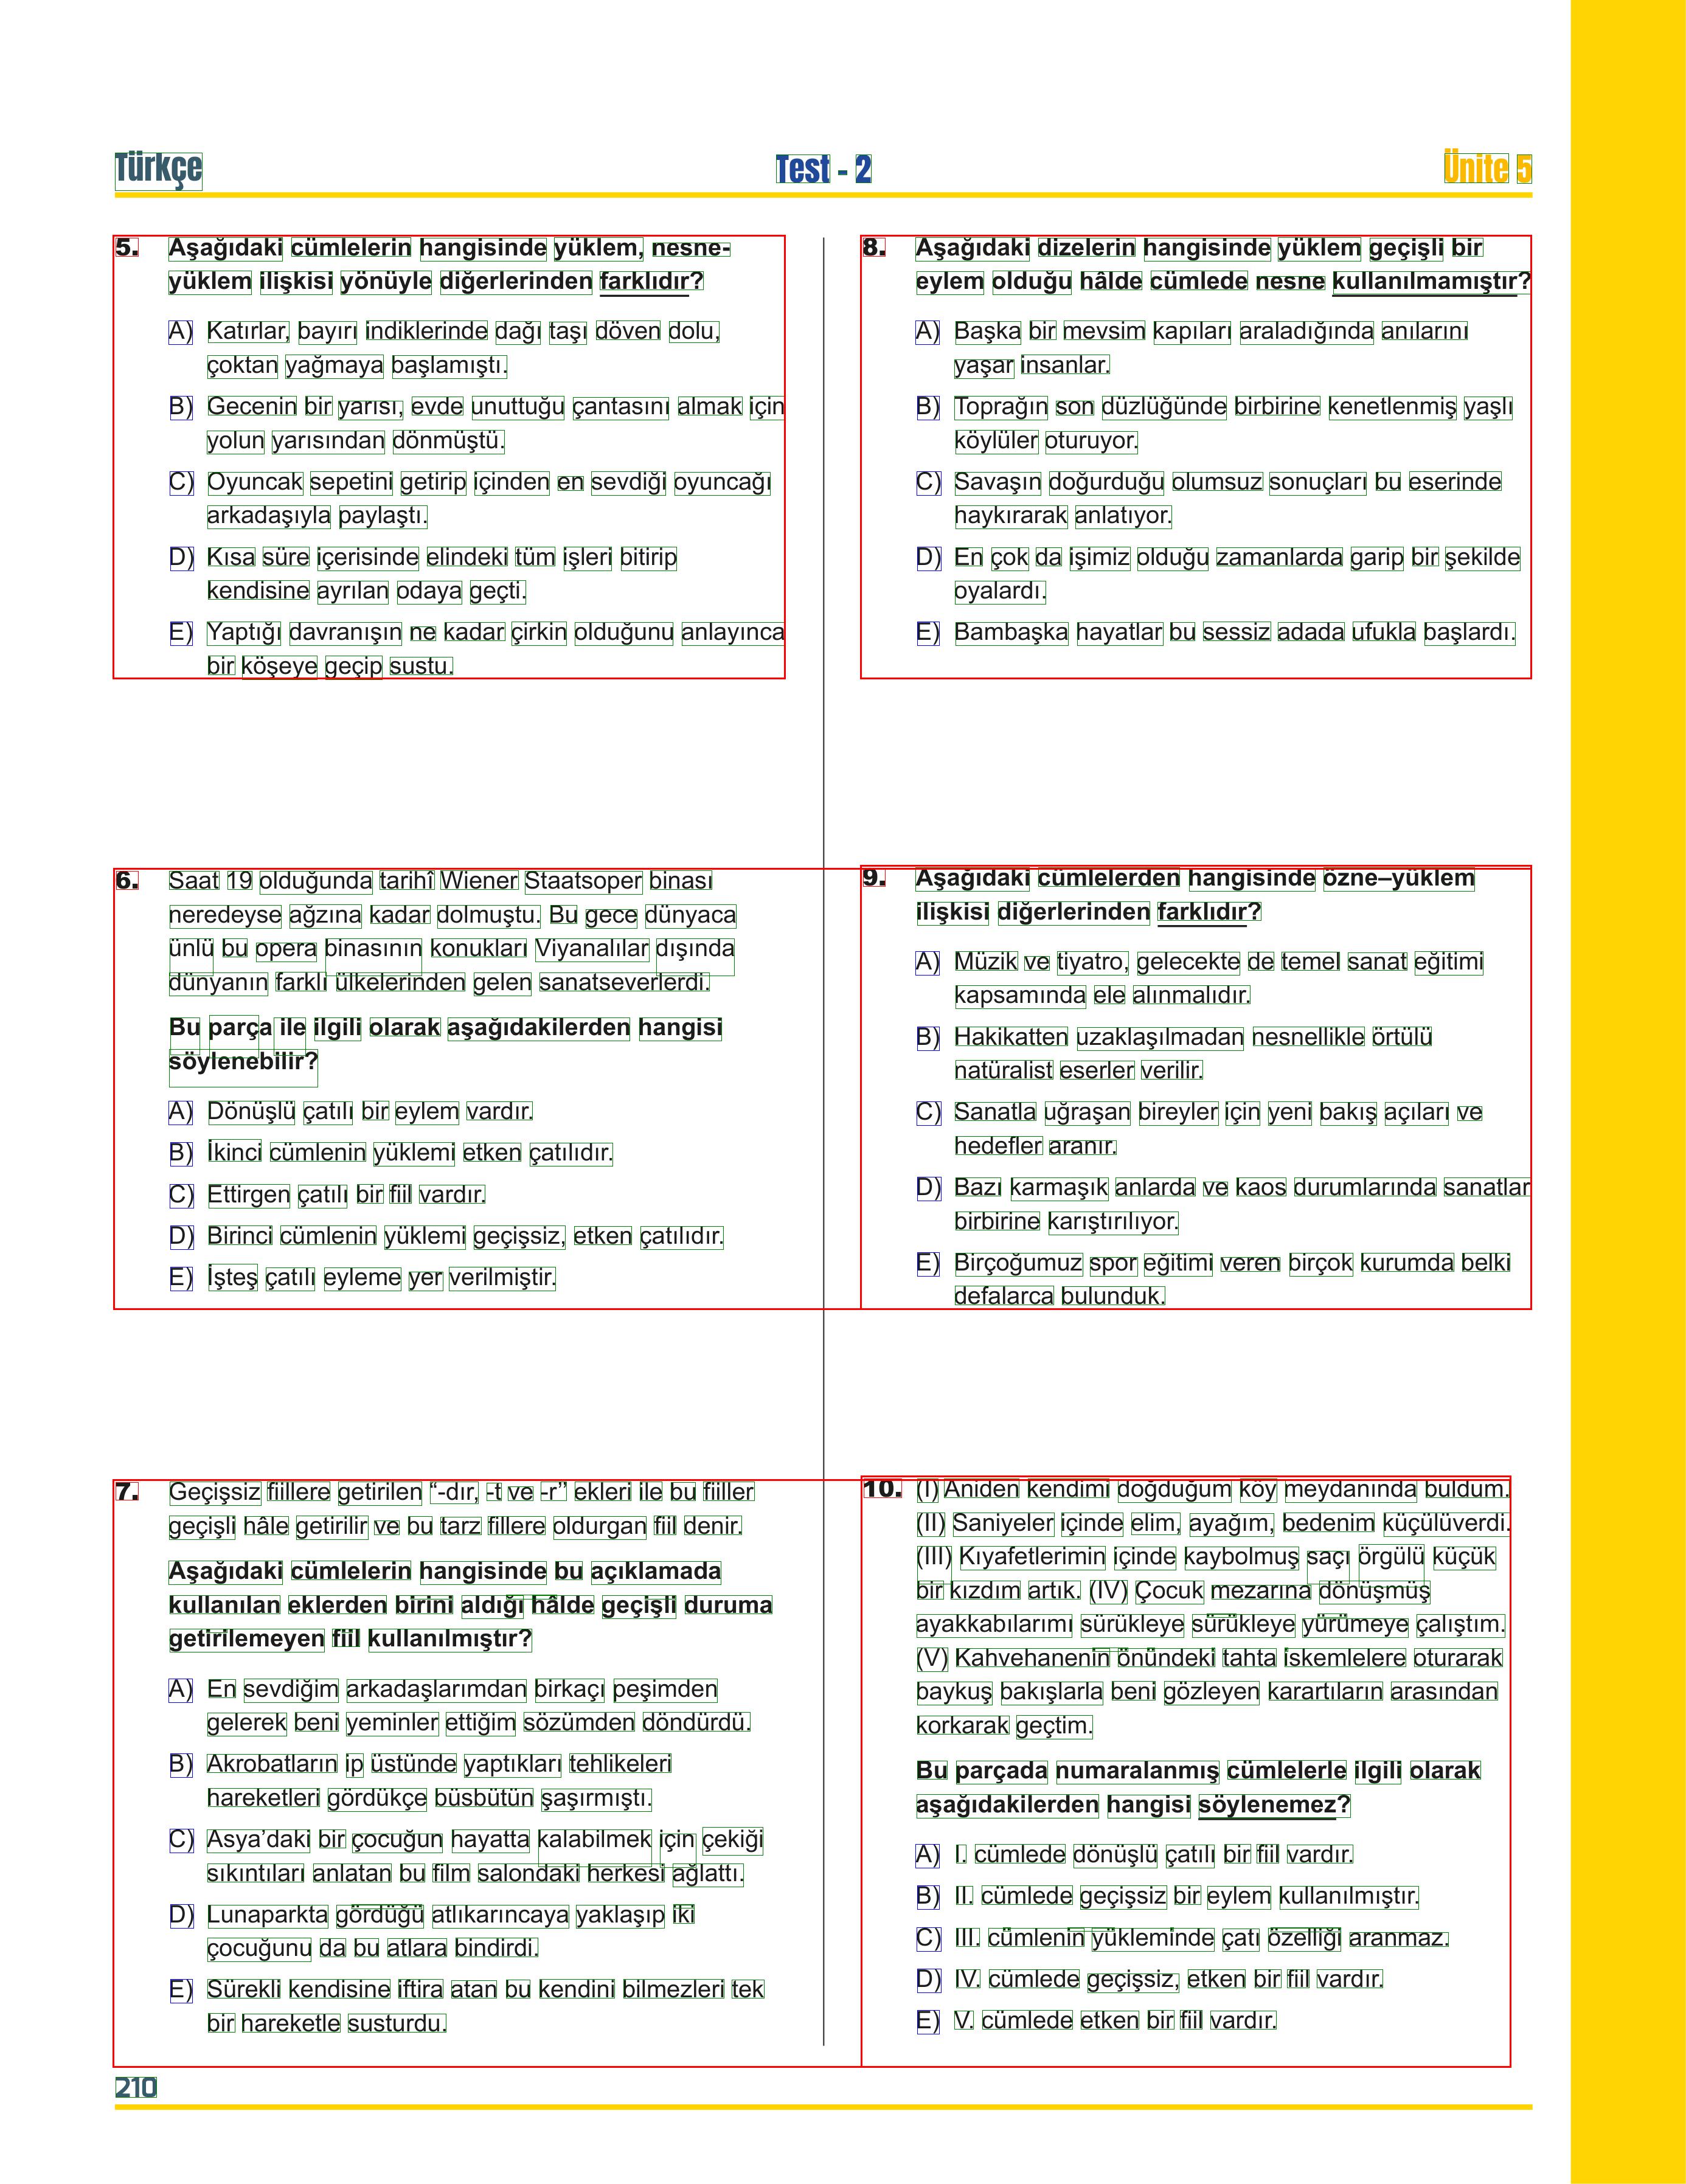 Türkçe
Test - 2
Ünite 5
5. Aşağıdaki cümlelerin hangisinde yüklem, nesne-
yüklem ilişkisi yönüyle diğerlerinden farklıdır?
A) Katırlar, bayırı indiklerinde dağı taşı döven dolu,
çoktan yağmaya başlamıştı.
B) Gecenin bir yarısı, evde unuttuğu çantasını almak için
yolun yarısından dönmüştü.
C) Oyuncak sepetini getirip içinden en sevdiği oyuncağı
arkadaşıyla paylaştı.
D) Kısa süre içerisinde elindeki tüm işleri bitirip
kendisine ayrılan odaya geçti.
E) Yaptığı davranışın ne kadar çirkin olduğunu anlayınca
bir köşeye geçip sustu.
6. Saat 19 olduğunda tarihî Wiener Staatsoper binası
neredeyse ağzına kadar dolmuştu. Bu gece dünyaca
ünlü bu opera binasının konukları Viyanalılar dışında
dünyanın farklı ülkelerinden gelen sanatseverlerdi.
Bu parça ile ilgili olarak aşağıdakilerden hangisi
söylenebilir?
A) Dönüşlü çatılı bir eylem vardır.
B) İkinci cümlenin yüklemi etken çatılıdır.
C) Ettirgen çatılı bir fiil vardır.
D) Birinci cümlenin yüklemi geçişsiz, etken çatılıdır.
E) İşteş çatılı eyleme yer verilmiştir.
7. Geçişsiz fiillere getirilen “-dır, -t ve -r” ekleri ile bu fiiller
geçişli hâle getirilir ve bu tarz fillere oldurgan fiil denir.
Aşağıdaki cümlelerin hangisinde bu açıklamada
kullanılan eklerden birini aldığı hâlde geçişli duruma
getirilemeyen fiil kullanılmıştır?
A) En sevdiğim arkadaşlarımdan birkaçı peşimden
gelerek beni yeminler ettiğim sözümden döndürdü.
B) Akrobatların ip üstünde yaptıkları tehlikeleri
hareketleri gördükçe büsbütün şaşırmıştı.
C) Asya’daki bir çocuğun hayatta kalabilmek için çekiği
sıkıntıları anlatan bu film salondaki herkesi ağlattı.
D) Lunaparkta gördüğü atlıkarıncaya yaklaşıp iki
çocuğunu da bu atlara bindirdi.
E) Sürekli kendisine iftira atan bu kendini bilmezleri tek
bir hareketle susturdu.
8. Aşağıdaki dizelerin hangisinde yüklem geçişli bir
eylem olduğu hâlde cümlede nesne kullanılmamıştır?
A) Başka bir mevsim kapıları araladığında anılarını
yaşar insanlar.
B) Toprağın son düzlüğünde birbirine kenetlenmiş yaşlı
köylüler oturuyor.
C) Savaşın doğurduğu olumsuz sonuçları bu eserinde
haykırarak anlatıyor.
D) En çok da işimiz olduğu zamanlarda garip bir şekilde
oyalardı.
E) Bambaşka hayatlar bu sessiz adada ufukla başlardı.
9. Aşağıdaki cümlelerden hangisinde özne–yüklem
ilişkisi diğerlerinden farklıdır?
A) Müzik ve tiyatro, gelecekte de temel sanat eğitimi
kapsamında ele alınmalıdır.
B) Hakikatten uzaklaşılmadan nesnellikle örtülü
natüralist eserler verilir.
C) Sanatla uğraşan bireyler için yeni bakış açıları ve
hedefler aranır.
D) Bazı karmaşık anlarda ve kaos durumlarında sanatlar
birbirine karıştırılıyor.
E) Birçoğumuz spor eğitimi veren birçok kurumda belki
defalarca bulunduk.
10. (I) Aniden kendimi doğduğum köy meydanında buldum.
(II) Saniyeler içinde elim, ayağım, bedenim küçülüverdi.
(III) Kıyafetlerimin içinde kaybolmuş saçı örgülü küçük
bir kızdım artık. (IV) Çocuk mezarına dönüşmüş
ayakkabılarımı sürükleye sürükleye yürümeye çalıştım.
(V) Kahvehanenin önündeki tahta iskemlelere oturarak
baykuş bakışlarla beni gözleyen karartıların arasından
korkarak geçtim.
Bu parçada numaralanmış cümlelerle ilgili olarak
aşağıdakilerden hangisi söylenemez?
A) I. cümlede dönüşlü çatılı bir fiil vardır.
B) II. cümlede geçişsiz bir eylem kullanılmıştır.
C) III. cümlenin yükleminde çatı özelliği aranmaz.
D) IV. cümlede geçişsiz, etken bir fiil vardır.
E) V. cümlede etken bir fiil vardır.
210